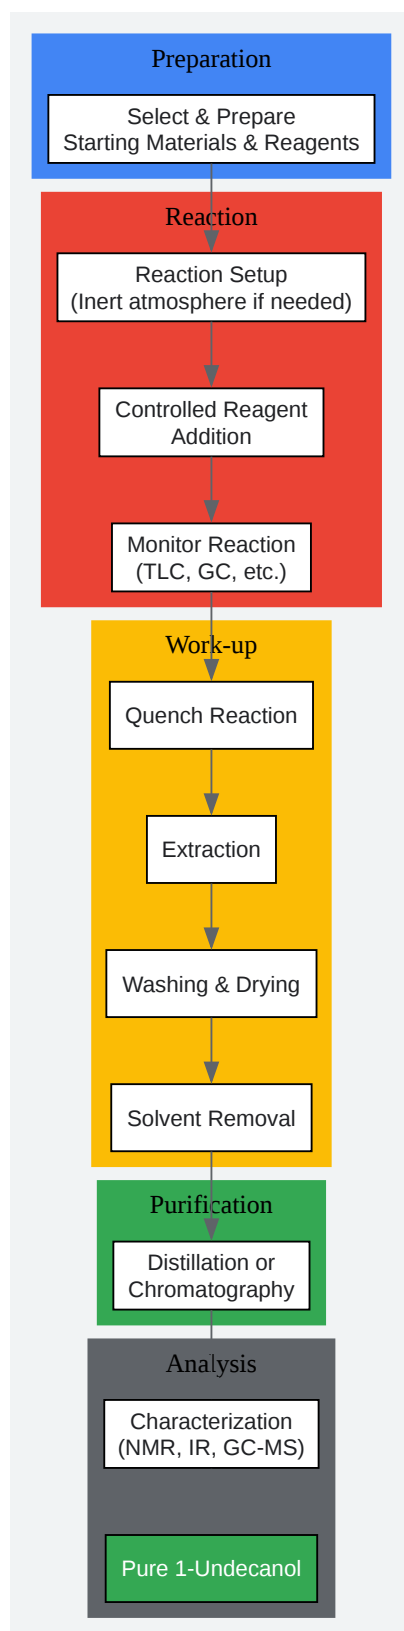 Preparation
Select & Prepare
Starting Materials & Reagents
Reaction
Reaction Setup
(Inert atmosphere if needed)
Controlled Reagent
Addition
Monitor Reaction
(TLC, GC, etc.)
Work-up
Quench Reaction
Extraction
Washing & Drying
Solvent Removal
Purification
Distillation or
Chromatography
Analysis
Characterization
(NMR, IR, GC-MS)
Pure 1-Undecanol